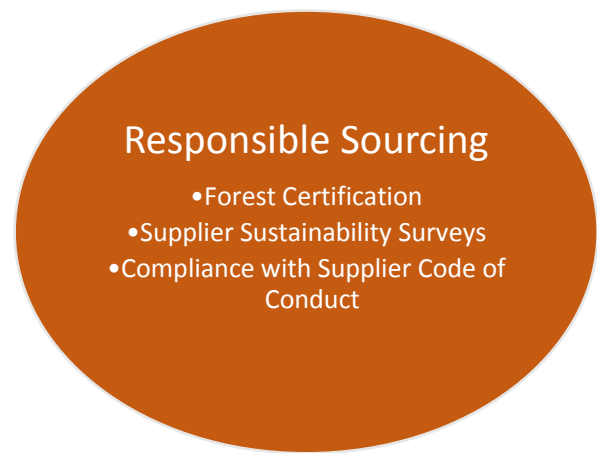 Responsible Sourcing
•Forest Certification
•Supplier Sustainability Surveys
•Compliance with Supplier Code of
Conduct